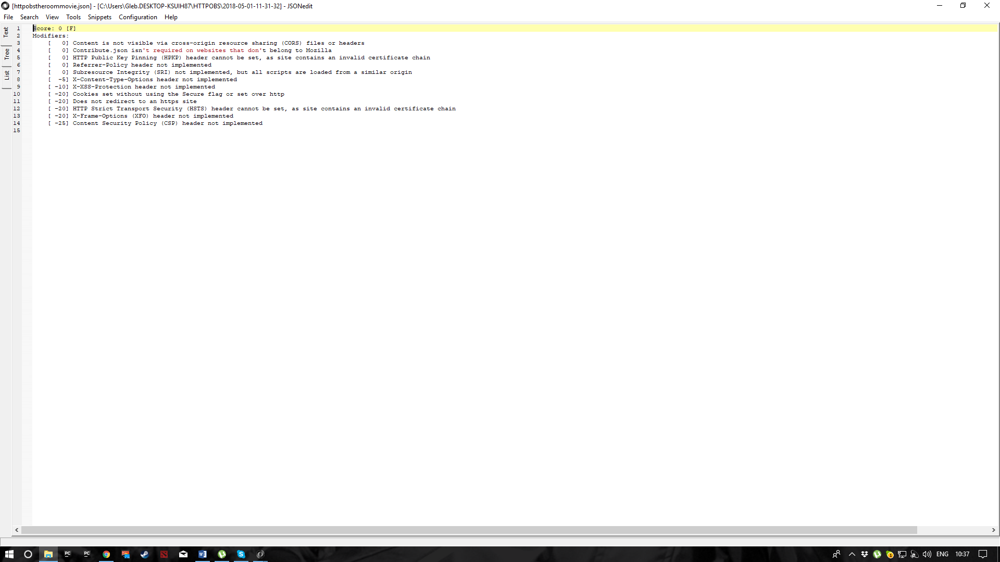 [httpobstheroommovie.json] - [C:\Users\Gleb.DESKTOP-KSUIH87\HTTPOBS\2018-05-01-11-31-32] - JSONedit
File Search View Tools Snippets Configuration Help
Text
Tree
List
1 Score: 0 [F]
2 Modifiers:
3 [   0] Content is not visible via cross-origin resource sharing (CORS) files or headers
4 [   0] Contribute.json isn't required on websites that don't belong to Mozilla
5 [   0] HTTP Public Key Pinning (HPKP) header cannot be set, as site contains an invalid certificate chain
6 [   0] Referrer-Policy header not implemented
7 [   0] Subresource Integrity (SRI) not implemented, but all scripts are loaded from a similar origin
8 [  -5] X-Content-Type-Options header not implemented
9 [ -10] X-XSS-Protection header not implemented
10 [ -20] Cookies set without using the Secure flag or set over http
11 [ -20] Does not redirect to an https site
12 [ -20] HTTP Strict Transport Security (HSTS) header cannot be set, as site contains an invalid certificate chain
13 [ -20] X-Frame-Options (XFO) header not implemented
14 [ -25] Content Security Policy (CSP) header not implemented
15
PC PC ENG 10:37